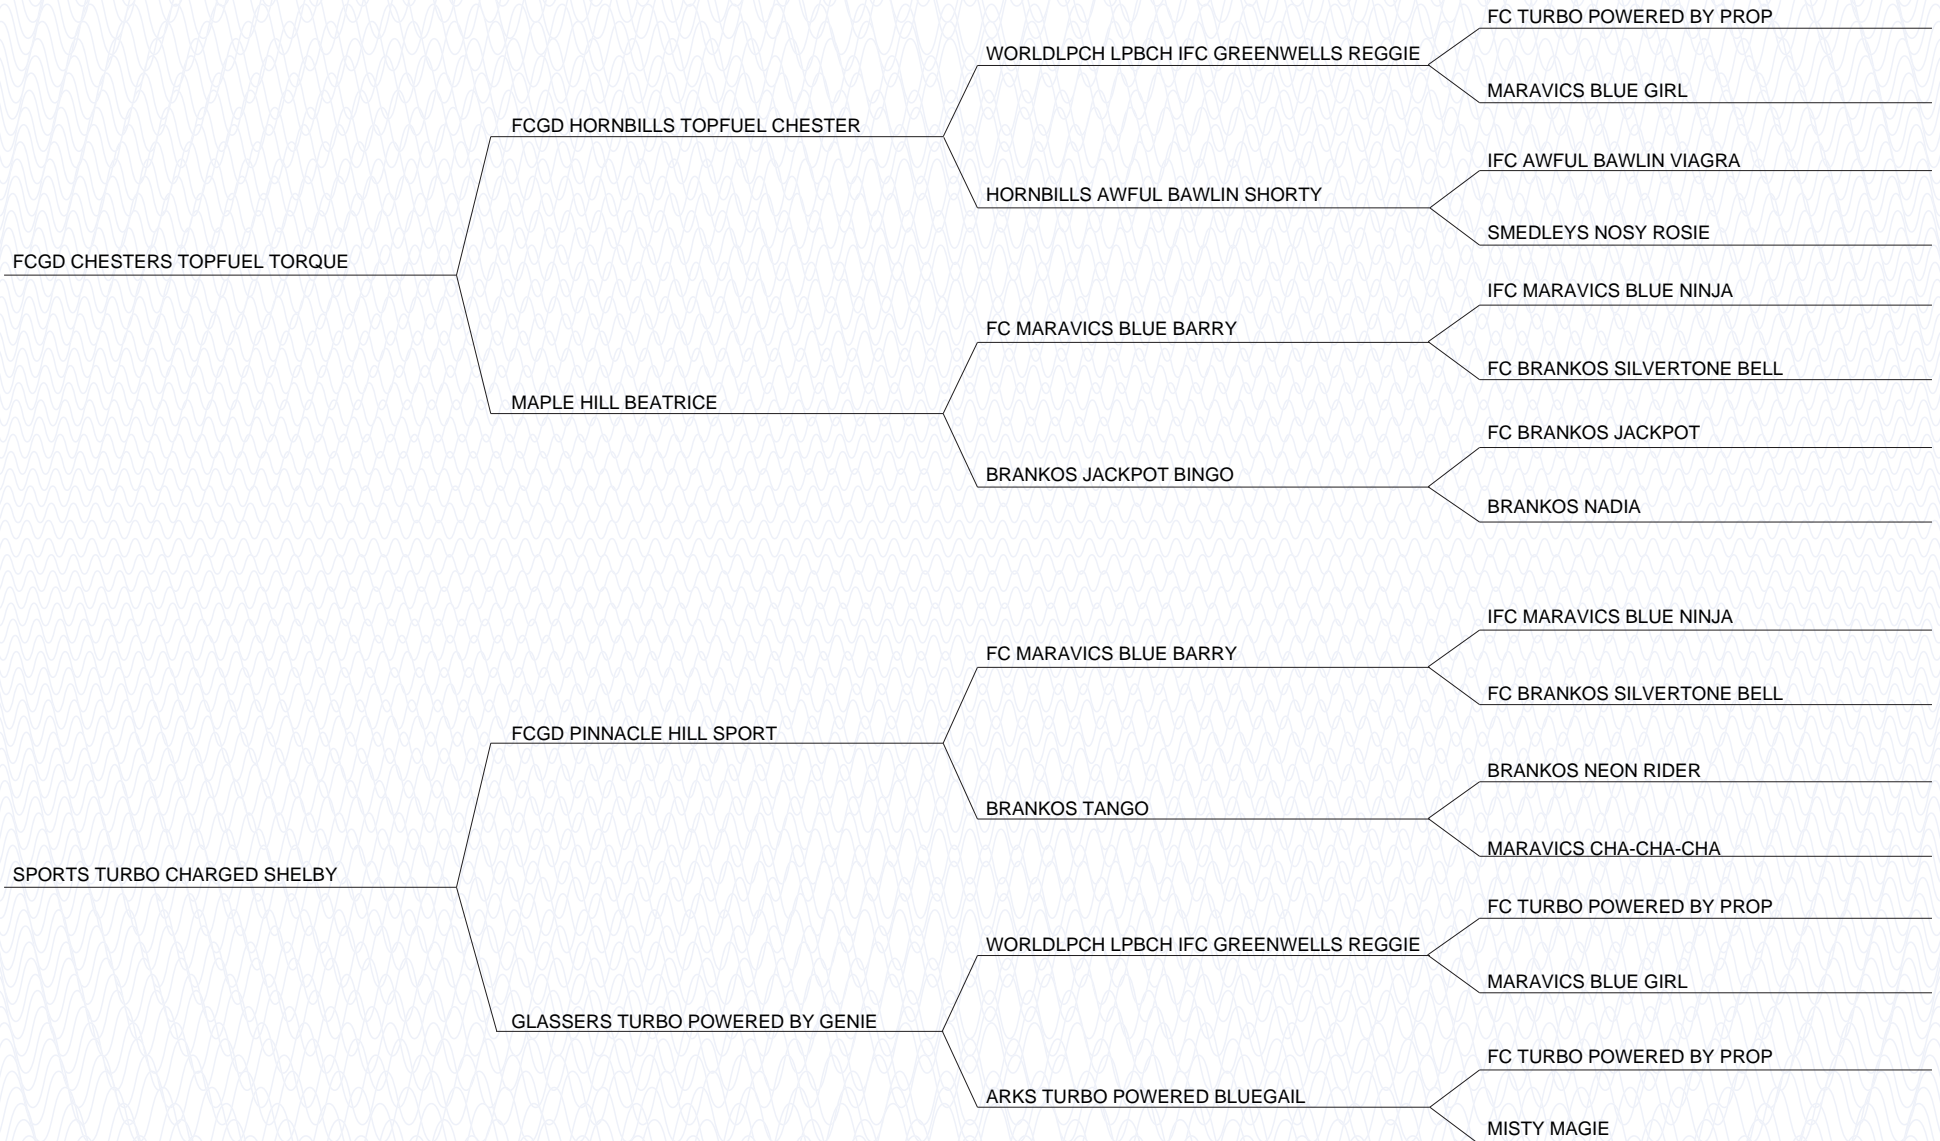 FC TURBO POWERED BY PROP
WORLDLPCH LPBCH IFC GREENWELLS REGGIE
MARAVICS BLUE GIRL
FCGD HORNBILLS TOPFUEL CHESTER
IFC AWFUL BAWLIN VIAGRA
HORNBILLS AWFUL BAWLIN SHORTY
SMEDLEYS NOSY ROSIE
FCGD CHESTERS TOPFUEL TORQUE
IFC MARAVICS BLUE NINJA
FC MARAVICS BLUE BARRY
FC BRANKOS SILVERTONE BELL
MAPLE HILL BEATRICE
FC BRANKOS JACKPOT
BRANKOS JACKPOT BINGO
BRANKOS NADIA
IFC MARAVICS BLUE NINJA
FC MARAVICS BLUE BARRY
FC BRANKOS SILVERTONE BELL
FCGD PINNACLE HILL SPORT
BRANKOS NEON RIDER
BRANKOS TANGO
MARAVICS CHA-CHA-CHA
SPORTS TURBO CHARGED SHELBY
FC TURBO POWERED BY PROP
WORLDLPCH LPBCH IFC GREENWELLS REGGIE
MARAVICS BLUE GIRL
GLASSERS TURBO POWERED BY GENIE
FC TURBO POWERED BY PROP
ARKS TURBO POWERED BLUEGAIL
MISTY MAGIE